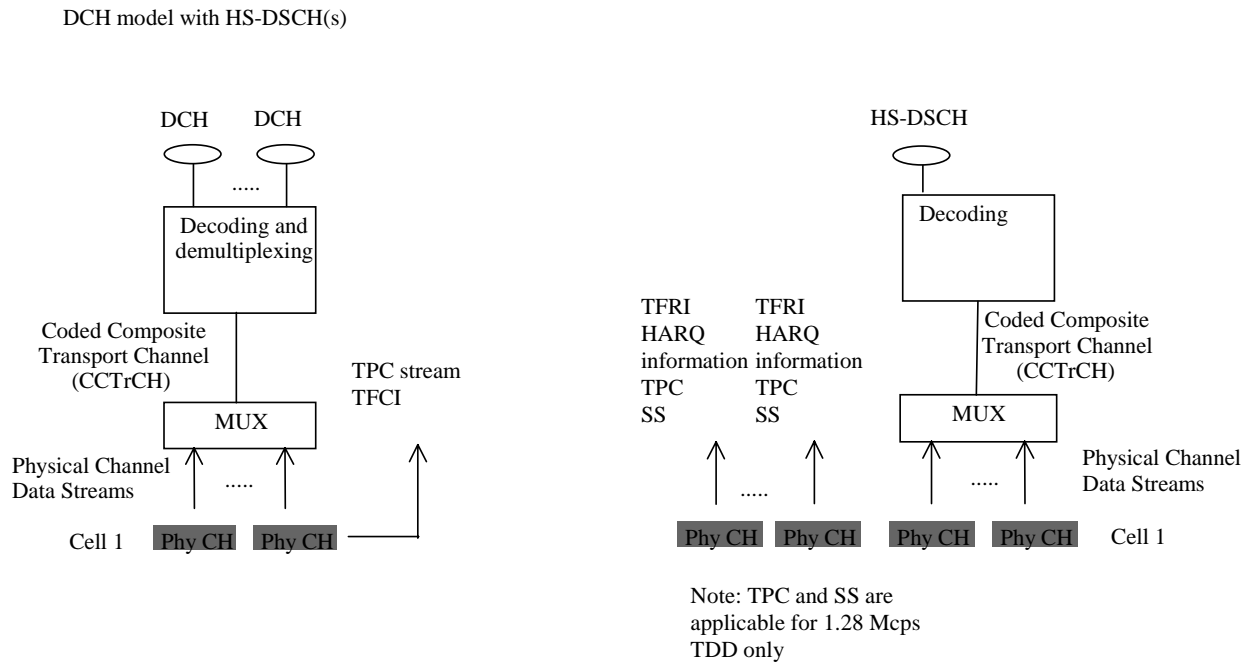 DCH model with HS-DSCH(s)
DCH
DCH
.....
Decoding and
demultiplexing
Coded Composite
Transport Channel
(CCTrCH)
MUX
TPC stream
TFCI
Physical Channel
Data Streams
.....
Cell 1
Phy CH
Phy CH
HS-DSCH
Decoding
TFRI
HARQ
information
TPC
SS
TFRI
HARQ
information
TPC
SS
Coded Composite
Transport Channel
(CCTrCH)
MUX
Physical Channel
Data Streams
.....
.....
Phy CH
Phy CH
Phy CH
Phy CH
Cell 1
Note: TPC and SS are
applicable for 1.28 Mcps
TDD only